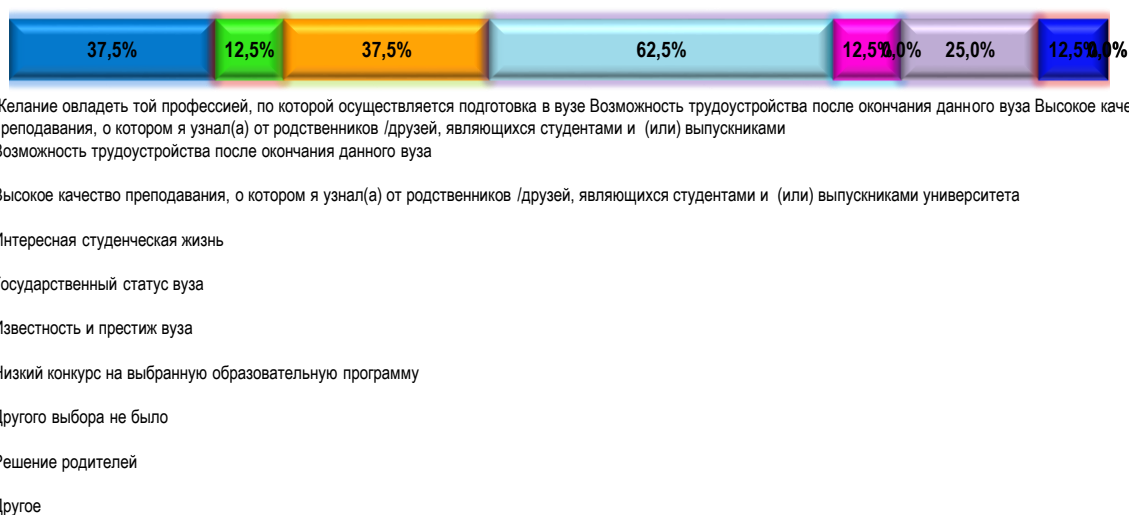 37,5% 12,5% 37,5% 62,5% 12,5% 0,0% 25,0% 12,5% 0,0%
Желание овладеть той профессией, по которой осуществляется подготовка в вузе Возможность трудоустройства после окончания данного вуза Высокое каче
преподавания, о котором я узнал(а) от родственников /друзей, являющихся студентами и (или) выпускниками
Возможность трудоустройства после окончания данного вуза
Высокое качество преподавания, о котором я узнал(а) от родственников /друзей, являющихся студентами и (или) выпускниками университета
Интересная студенческая жизнь
Государственный статус вуза
Известность и престиж вуза
Низкий конкурс на выбранную образовательную программу
Другого выбора не было
Решение родителей
Другое